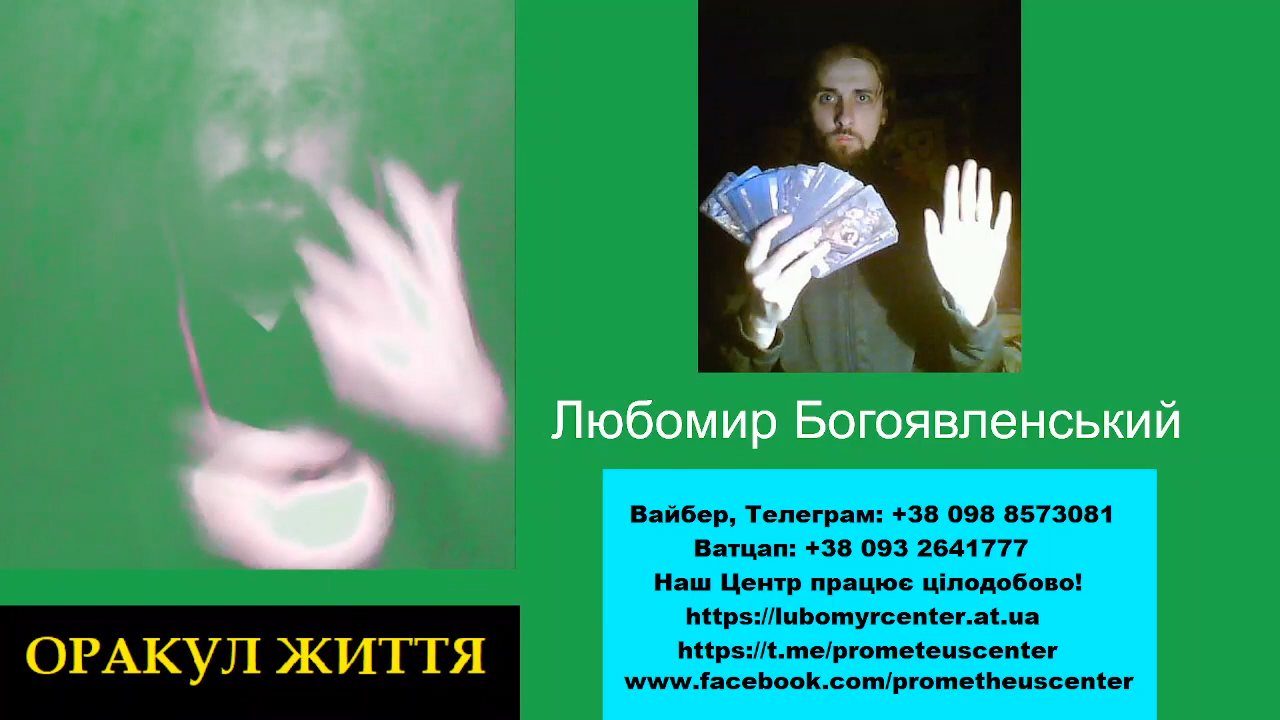 Любомир Богоявленський
Вайбер, Телеграм: +38 098 8573081
Ватцап: +38 093 2641777
Наш Центр працює цілодобово!
https://lubomyrcenter.at.ua
https://t.me/prometeuscenter
www.facebook.com/prometheuscenter
ОРАКУЛ ЖИТТЯ